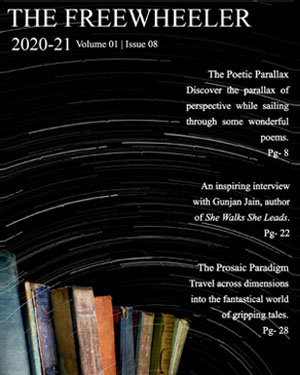 THE FREEWHEELER
2020-21 Volume 01 | Issue 08
The Poetic Parallax
Discover the parallax of
perspective while sailing
through some wonderful
poems.
Pg- 8
An inspiring interview
with Gunjan Jain, author
of She Walks She Leads.
Pg- 22
The Prosaic Paradigm
Travel across dimensions
into the fantastical world
of gripping tales.
Pg- 28